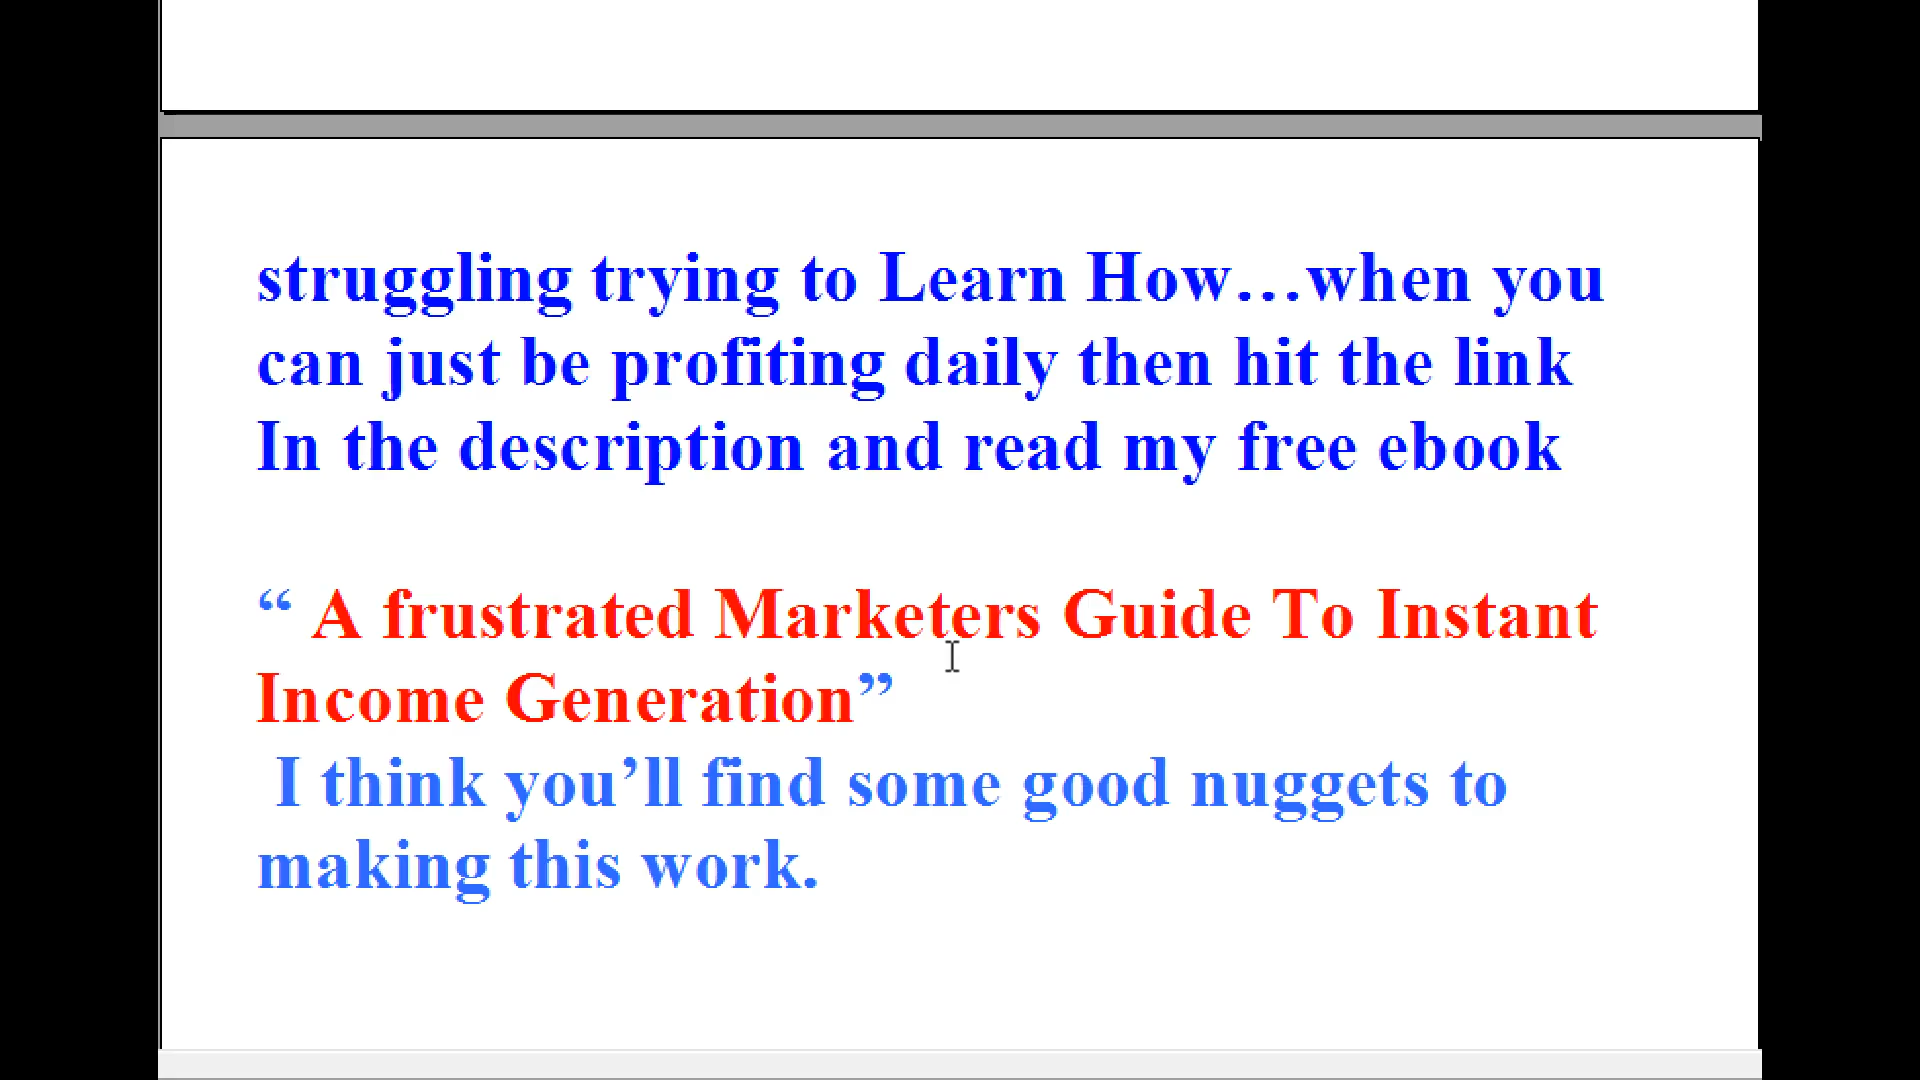 struggling trying to Learn How…when you
can just be profiting daily then hit the link
In the description and read my free ebook
“ A frustrated Marketers Guide To Instant
Income Generation”
I think you’ll find some good nuggets to
making this work.